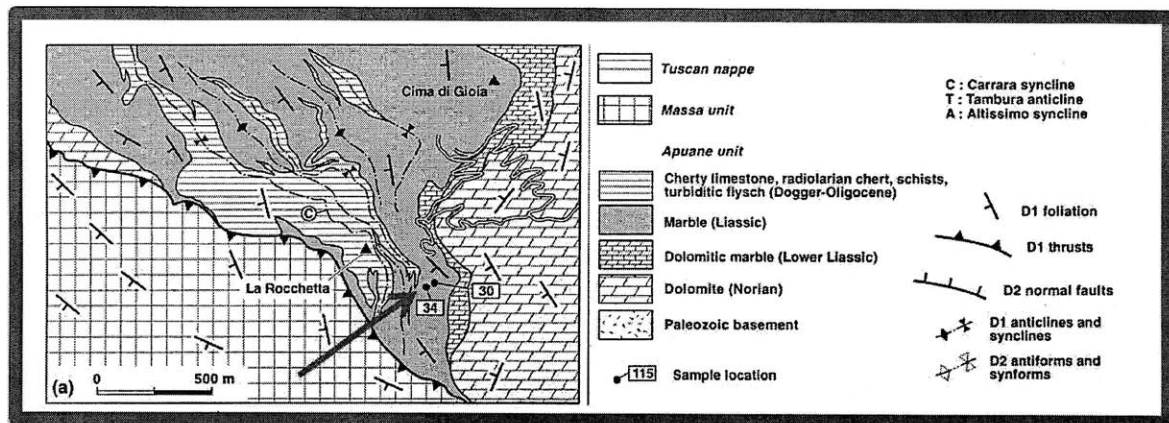 Cima di Gioia
©
La Rocchetta
30
34
(a)
0 500 m
Tuscan nappe
Massa unit
Apuane unit
Cherty limestone, radiolarian chert, schists,
turbiditic flysch (Dogger-Oligocene)
Marble (Liassic)
Dolomitic marble (Lower Liassic)
Dolomite (Norian)
Paleozoic basement
115 Sample location
C : Carrara syncline
T : Tambura anticline
A : Altissimo syncline
D1 foliation
D1 thrusts
D2 normal faults
D1 anticlines and
synclines
D2 antiforms and
synforms